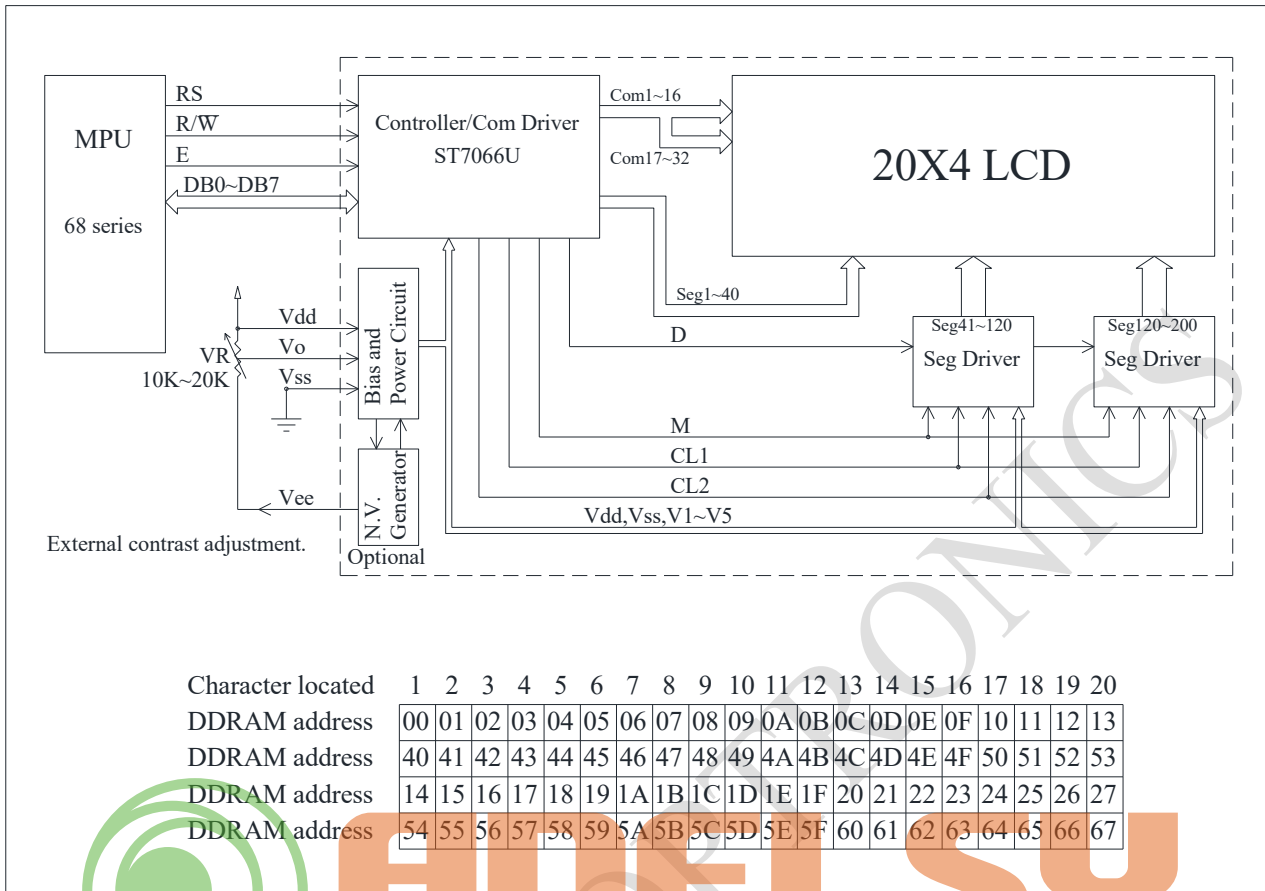 RS
R/W̅
E
DB0~DB7
MPU
68 series
Controller/Com Driver
ST7066U
Com1~16
Com17~32
20X4 LCD
Seg1~40
Vdd
Vo
Vss
VR
10K~20K
Bias and
Power Circuit
N.V.
Generator
Optional
Vee
External contrast adjustment.
D
Seg41~120
Seg Driver
Seg120~200
Seg Driver
M
CL1
CL2
Vdd,Vss,V1~V5
Character located 1 2 3 4 5 6 7 8 9 10 11 12 13 14 15 16 17 18 19 20
DDRAM address 00 01 02 03 04 05 06 07 08 09 0A 0B 0C 0D 0E 0F 10 11 12 13
DDRAM address 40 41 42 43 44 45 46 47 48 49 4A 4B 4C 4D 4E 4F 50 51 52 53
DDRAM address 14 15 16 17 18 19 1A 1B 1C 1D 1E 1F 20 21 22 23 24 25 26 27
DDRAM address 54 55 56 57 58 59 5A 5B 5C 5D 5E 5F 60 61 62 63 64 65 66 67